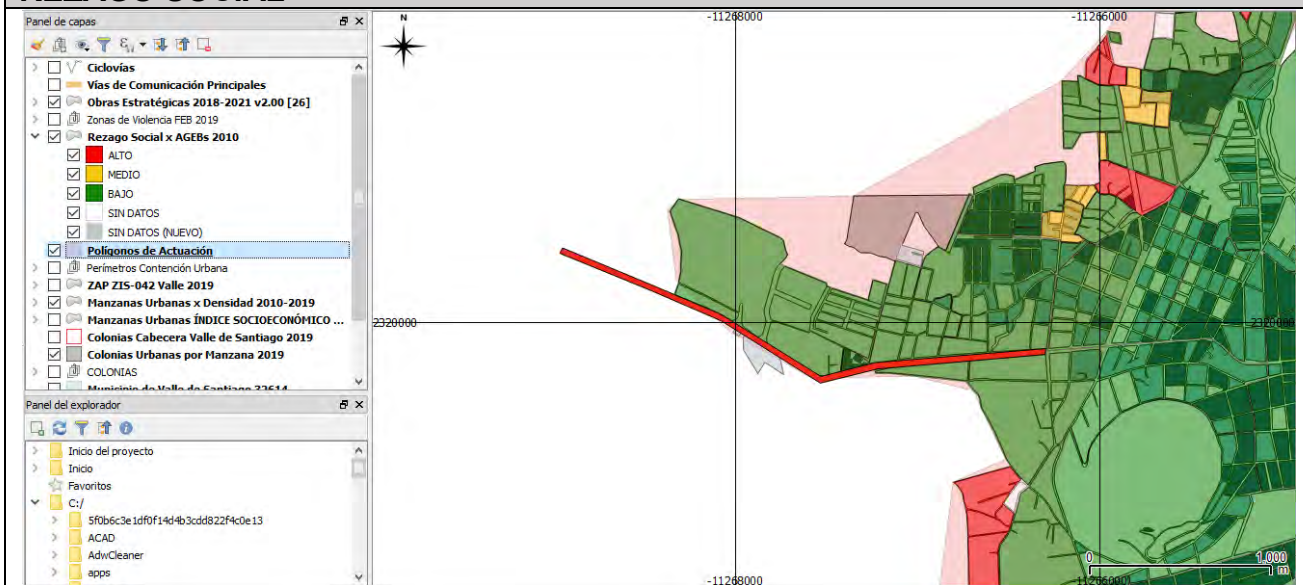 Panel de capas
Ciclovías
Vías de Comunicación Principales
Obras Estratégicas 2018-2021 v2.00 [26]
Zonas de Violencia FEB 2019
Rezago Social x AGEBs 2010
ALTO
MEDIO
BAJO
SIN DATOS
SIN DATOS (NUEVO)
Polígonos de Actuación
Perímetros Contención Urbana
ZAP ZIS-042 Valle 2019
Manzanas Urbanas x Densidad 2010-2019
Manzanas Urbanas ÍNDICE SOCIOECONÓMICO ...
Colonias Cabecera Valle de Santiago 2019
Colonias Urbanas por Manzana 2019
COLONIAS
Panel del explorador
Inicio del proyecto
Inicio
Favoritos
C:/
5f0b6c3e1df0f14d4b3cdd822f4c0e13
ACAD
AdwCleaner
apps
N
-11268000
-11266000
2320000
2320000
0
1,000
m
-11268000
-11266000